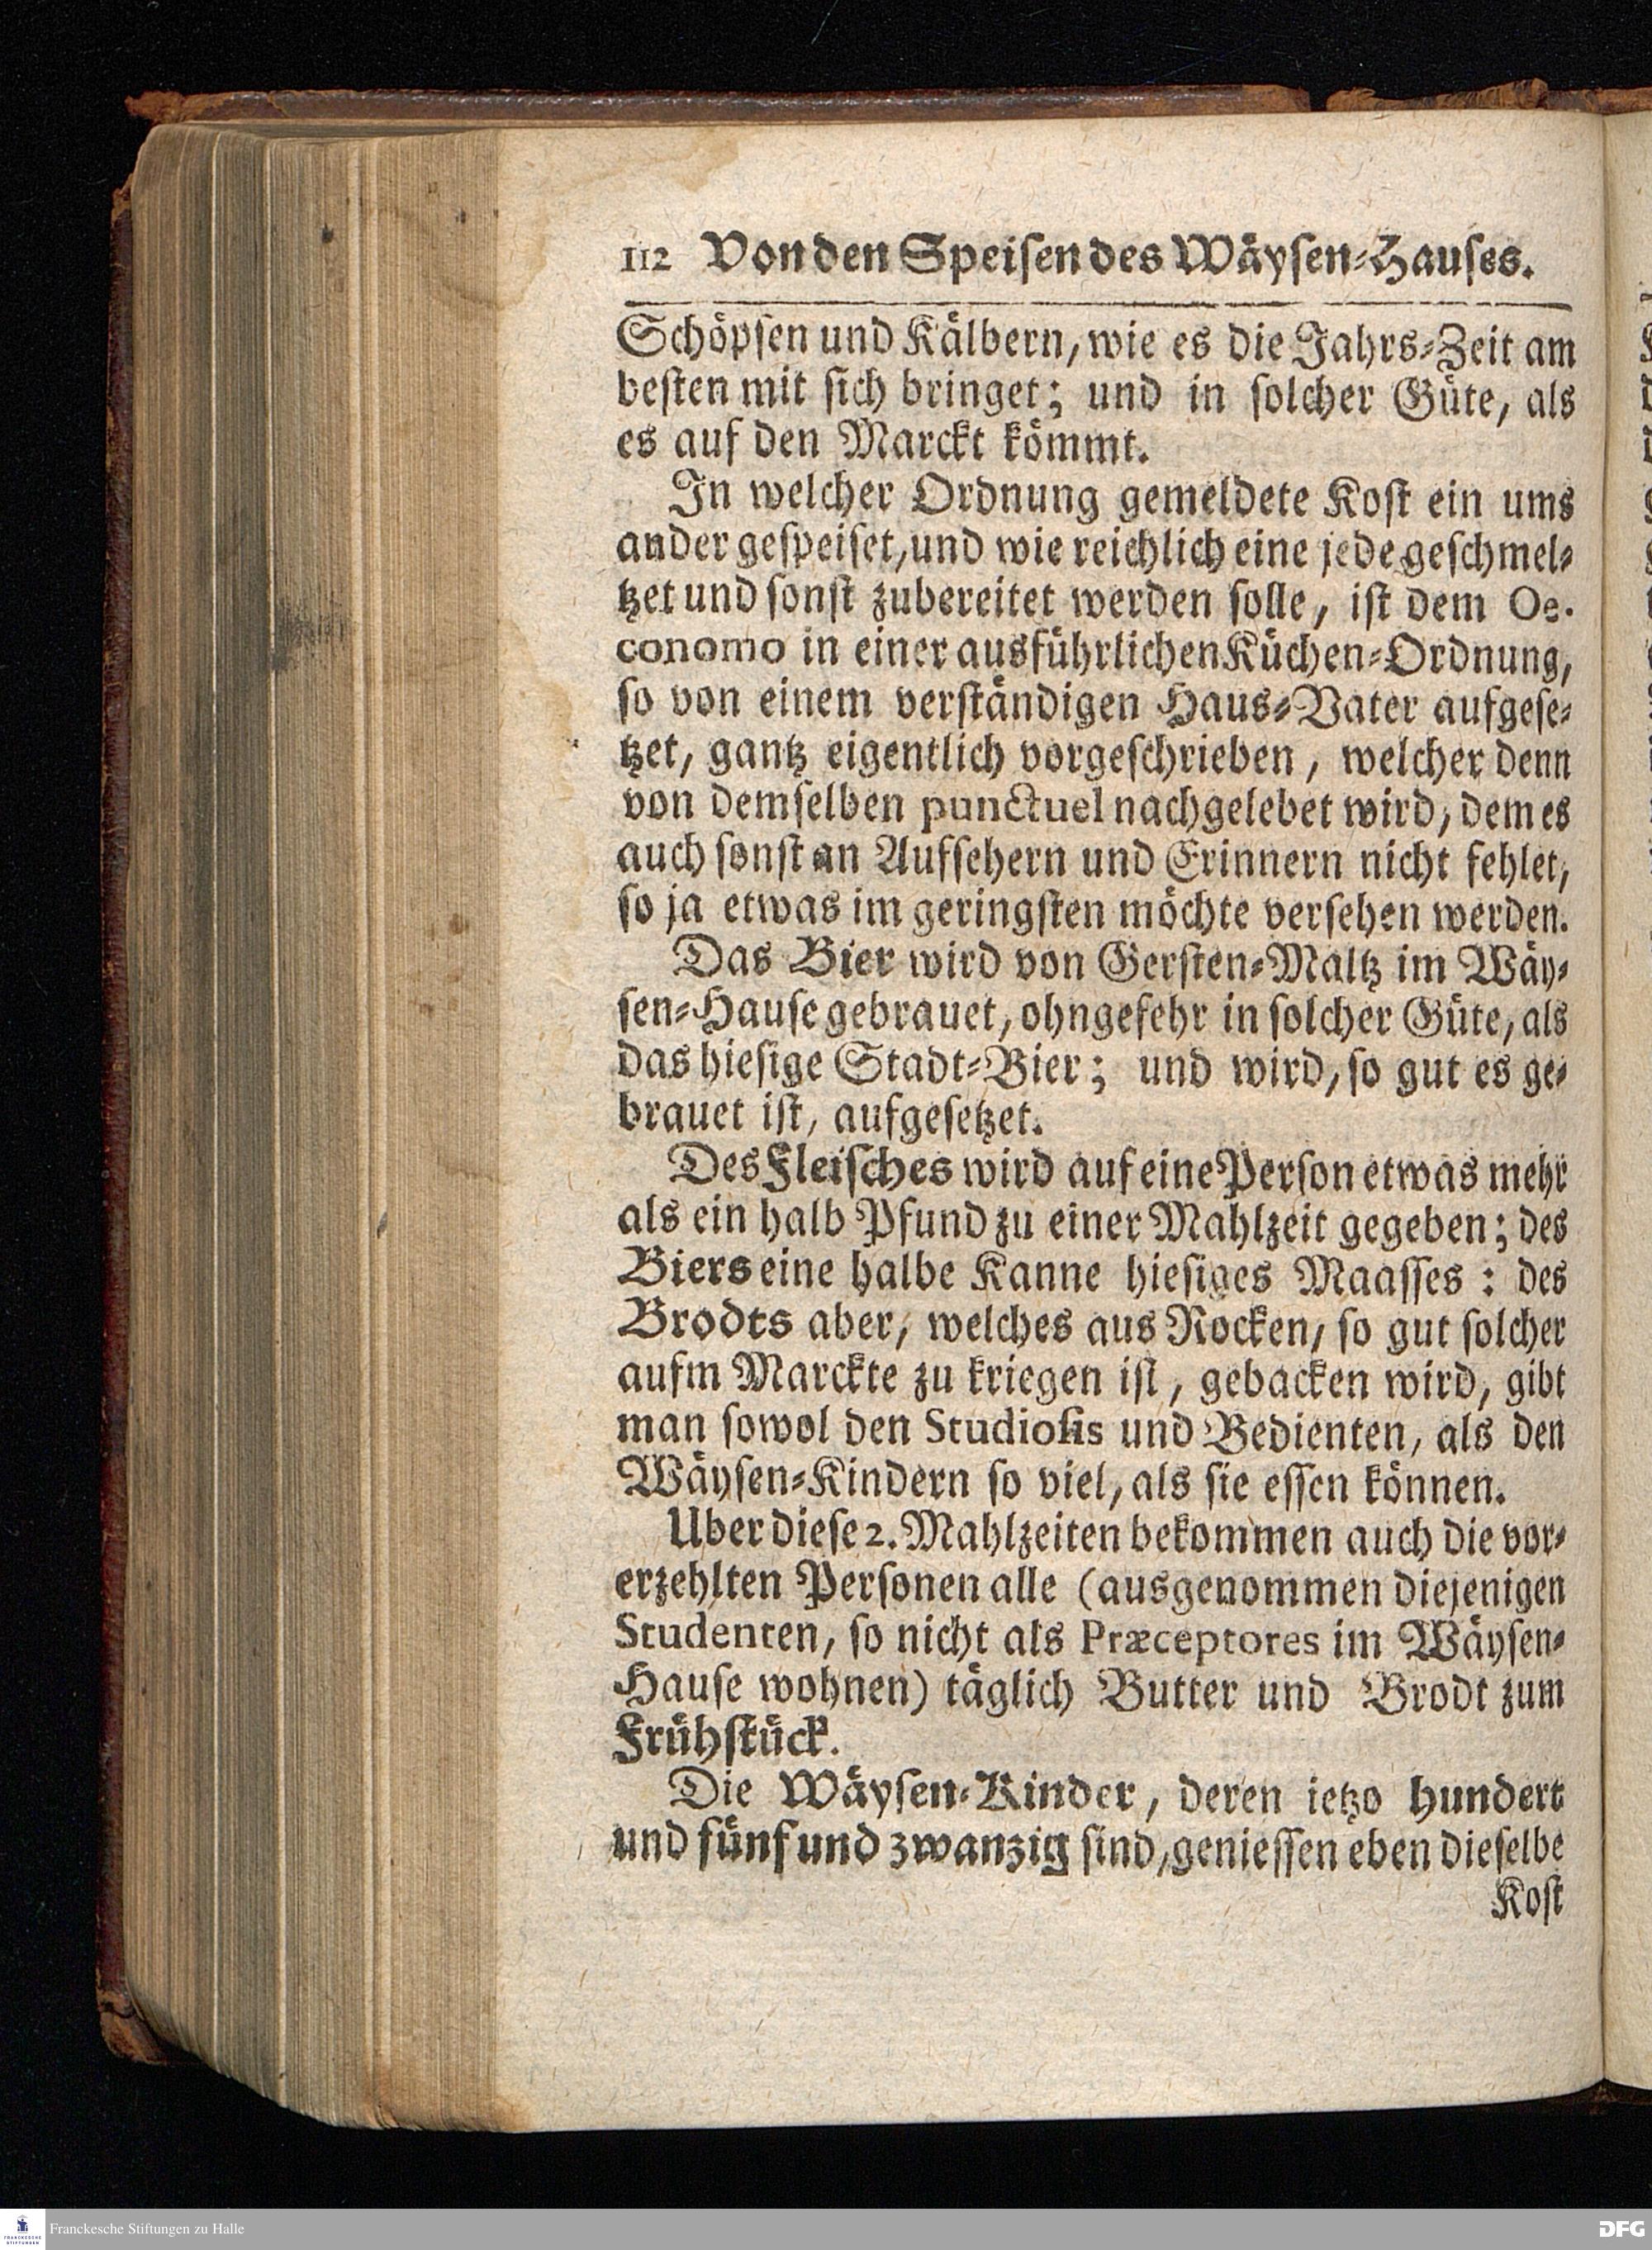 112 Von den Speisen des Wäysen-Hauses.
Schöpsen und Kälbern, wie es die Jahrs-Zeit am
besten mit sich bringet; und in solcher Güte, als
es auf den Marckt kömmt.
In welcher Ordnung gemeldete Kost ein ums
ander gespeiset, und wie reichlich eine jede geschmel-
tzet und sonst zubereitet werden solle, ist dem Oe-
conomo in einer ausführlichen Küchen-Ordnung,
so von einem verständigen Haus-Vater aufgese-
tzet, gantz eigentlich vorgeschrieben, welcher denn
von demselben punctuel nachgelebet wird, dem es
auch sonst an Aufsehern und Erinnern nicht fehlet,
so ja etwas im geringsten möchte versehen werden.
Das Bier wird von Gersten-Maltz im Wäy-
sen-Hause gebrauet, ohngefehr in solcher Güte, als
das hiesige Stadt-Bier; und wird, so gut es ge-
brauet ist, aufgesetzet.
Des Fleisches wird auf eine Person etwas mehr
als ein halb Pfund zu einer Mahlzeit gegeben; des
Biers eine halbe Kanne hiesiges Maasses: des
Brodts aber, welches aus Rocken, so gut solcher
aufm Marckte zu kriegen ist, gebacken wird, gibt
man sowol den Studiosis und Bedienten, als den
Wäysen-Kindern so viel, als sie essen können.
Uber diese 2. Mahlzeiten bekommen auch die vor-
erzehlten Personen alle (ausgenommen diejenigen
Studenten, so nicht als Præceptores im Wäysen-
Hause wohnen) täglich Butter und Brodt zum
Frühstück.
Die Wäysen-Kinder, deren ietzo hundert
und fünf und zwanzig sind, geniessen eben dieselbe
Kost
Franckesche Stiftungen zu Halle
DFG